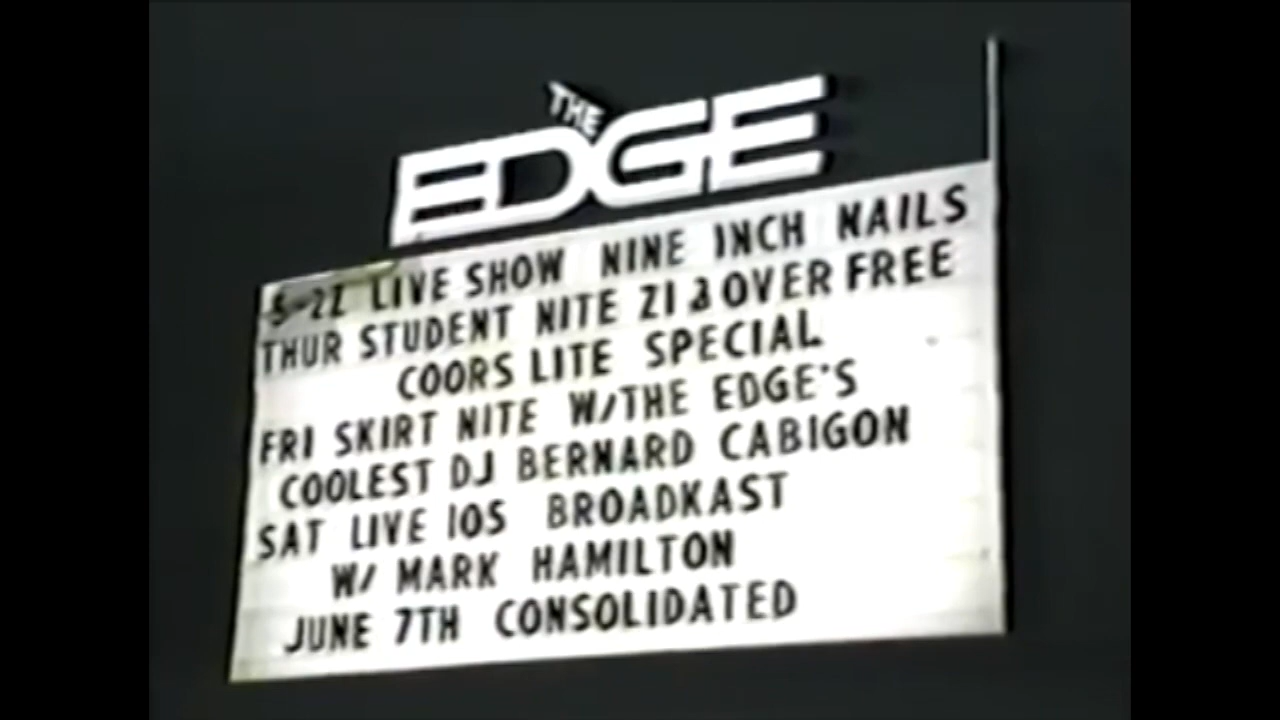 THE
EDGE
5-22 LIVE SHOW NINE INCH NAILS
THUR STUDENT NITE 21 & OVER FREE
COORS LITE SPECIAL
FRI SKIRT NITE W/THE EDGE'S
COOLEST DJ BERNARD CABIGON
SAT LIVE 105 BROADKAST
W/ MARK HAMILTON
JUNE 7TH CONSOLIDATED